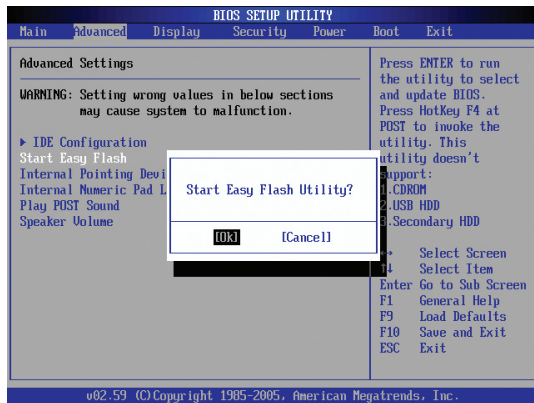 BIOS SETUP UTILITY
Main Advanced Display Security Power Boot Exit
Advanced Settings
WARNING: Setting wrong values in below sections
may cause system to malfunction.
▶ IDE Configuration
Start Easy Flash
Internal Pointing Devi
Internal Numeric Pad L
Play POST Sound
Speaker Volume
Start Easy Flash Utility?
[Ok] [Cancel]
Press ENTER to run
the utility to select
and update BIOS.
Press HotKey F4 at
POST to invoke the
utility. This
utility doesn't
support:
1.CDROM
2.USB HDD
3.Secondary HDD
↔ Select Screen
↑↓ Select Item
Enter Go to Sub Screen
F1 General Help
F9 Load Defaults
F10 Save and Exit
ESC Exit
v02.59 (C)Copyright 1985-2005, American Megatrends, Inc.